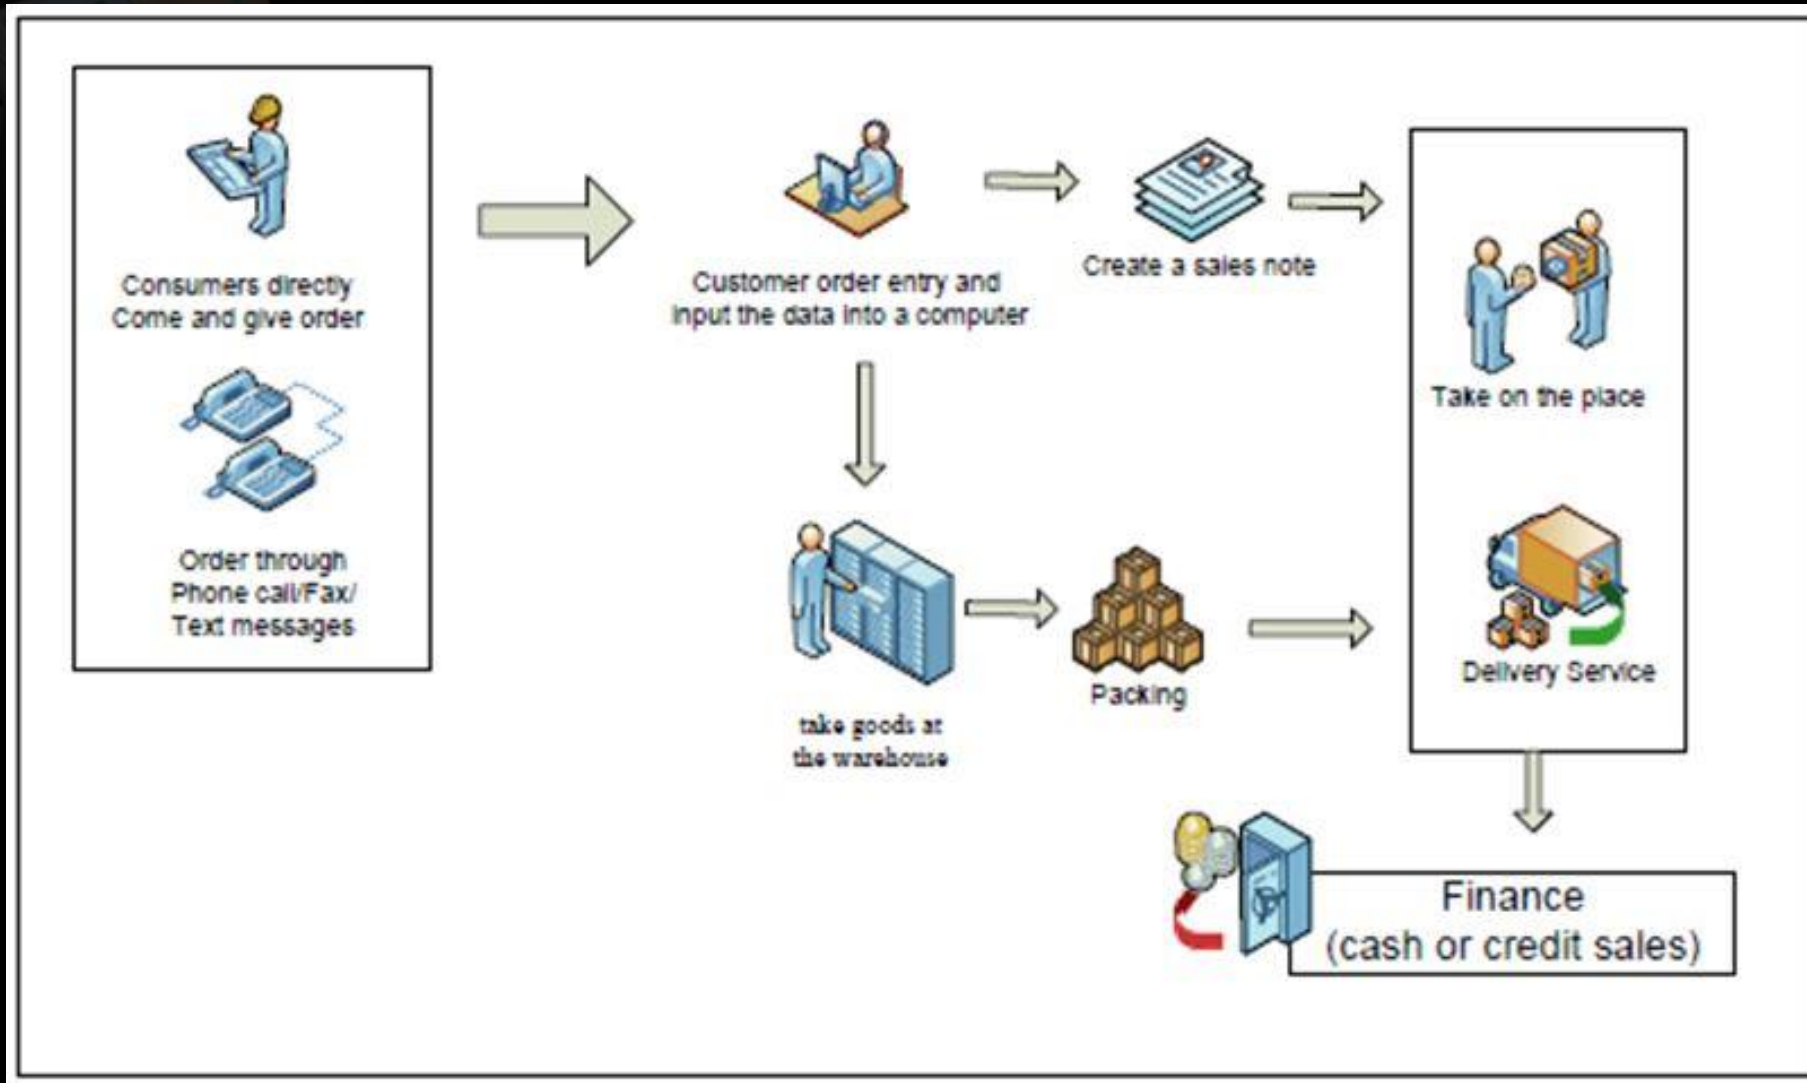 Consumers directly
Come and give order
Order through
Phone call/Fax/
Text messages
Customer order entry and
input the data into a computer
Create a sales note
take goods at
the warehouse
Packing
Take on the place
Delivery Service
Finance
(cash or credit sales)